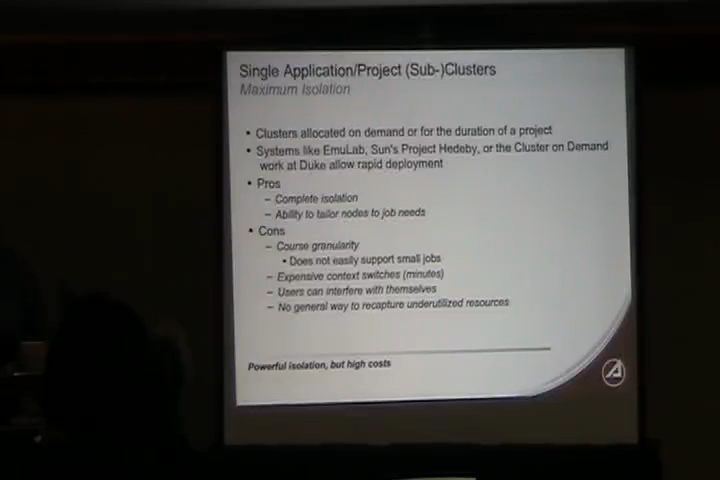 Single Application/Project (Sub-)Clusters
Maximum Isolation
• Clusters allocated on demand or for the duration of a project
• Systems like EmuLab, Sun's Project Hedeby, or the Cluster on Demand
work at Duke allow rapid deployment
• Pros
– Complete isolation
– Ability to tailor nodes to job needs
• Cons
– Course granularity
• Does not easily support small jobs
– Expensive context switches (minutes)
– Users can interfere with themselves
– No general way to recapture underutilized resources
Powerful isolation, but high costs